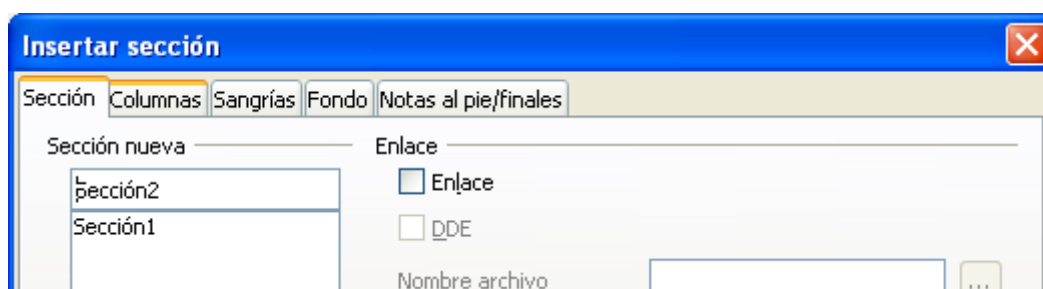 Insertar sección
Sección Columnas Sangrías Fondo Notas al pie/finales
Sección nueva Enlace
Sección2 Enlace
Sección1 DDE
Nombre archivo ...